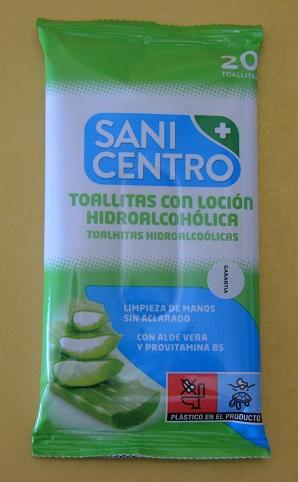 20
TOALLITAS
SANI
CENTRO
TOALLITAS CON LOCIÓN
HIDROALCOHÓLICA
TOALHITAS HIDROALCOÓLICAS
GARANTIA
LIMPIEZA DE MANOS
SIN ACLARADO
CON ALOE VERA
Y PROVITAMINA B5
PLÁSTICO EN EL PRODUCTO